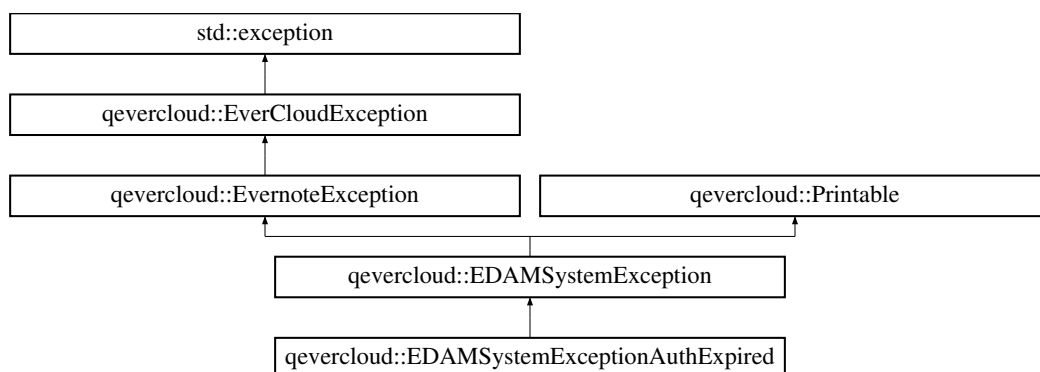 std::exception
qevercloud::EverCloudException
qevercloud::EvernoteException
qevercloud::Printable
qevercloud::EDAMSystemException
qevercloud::EDAMSystemExceptionAuthExpired